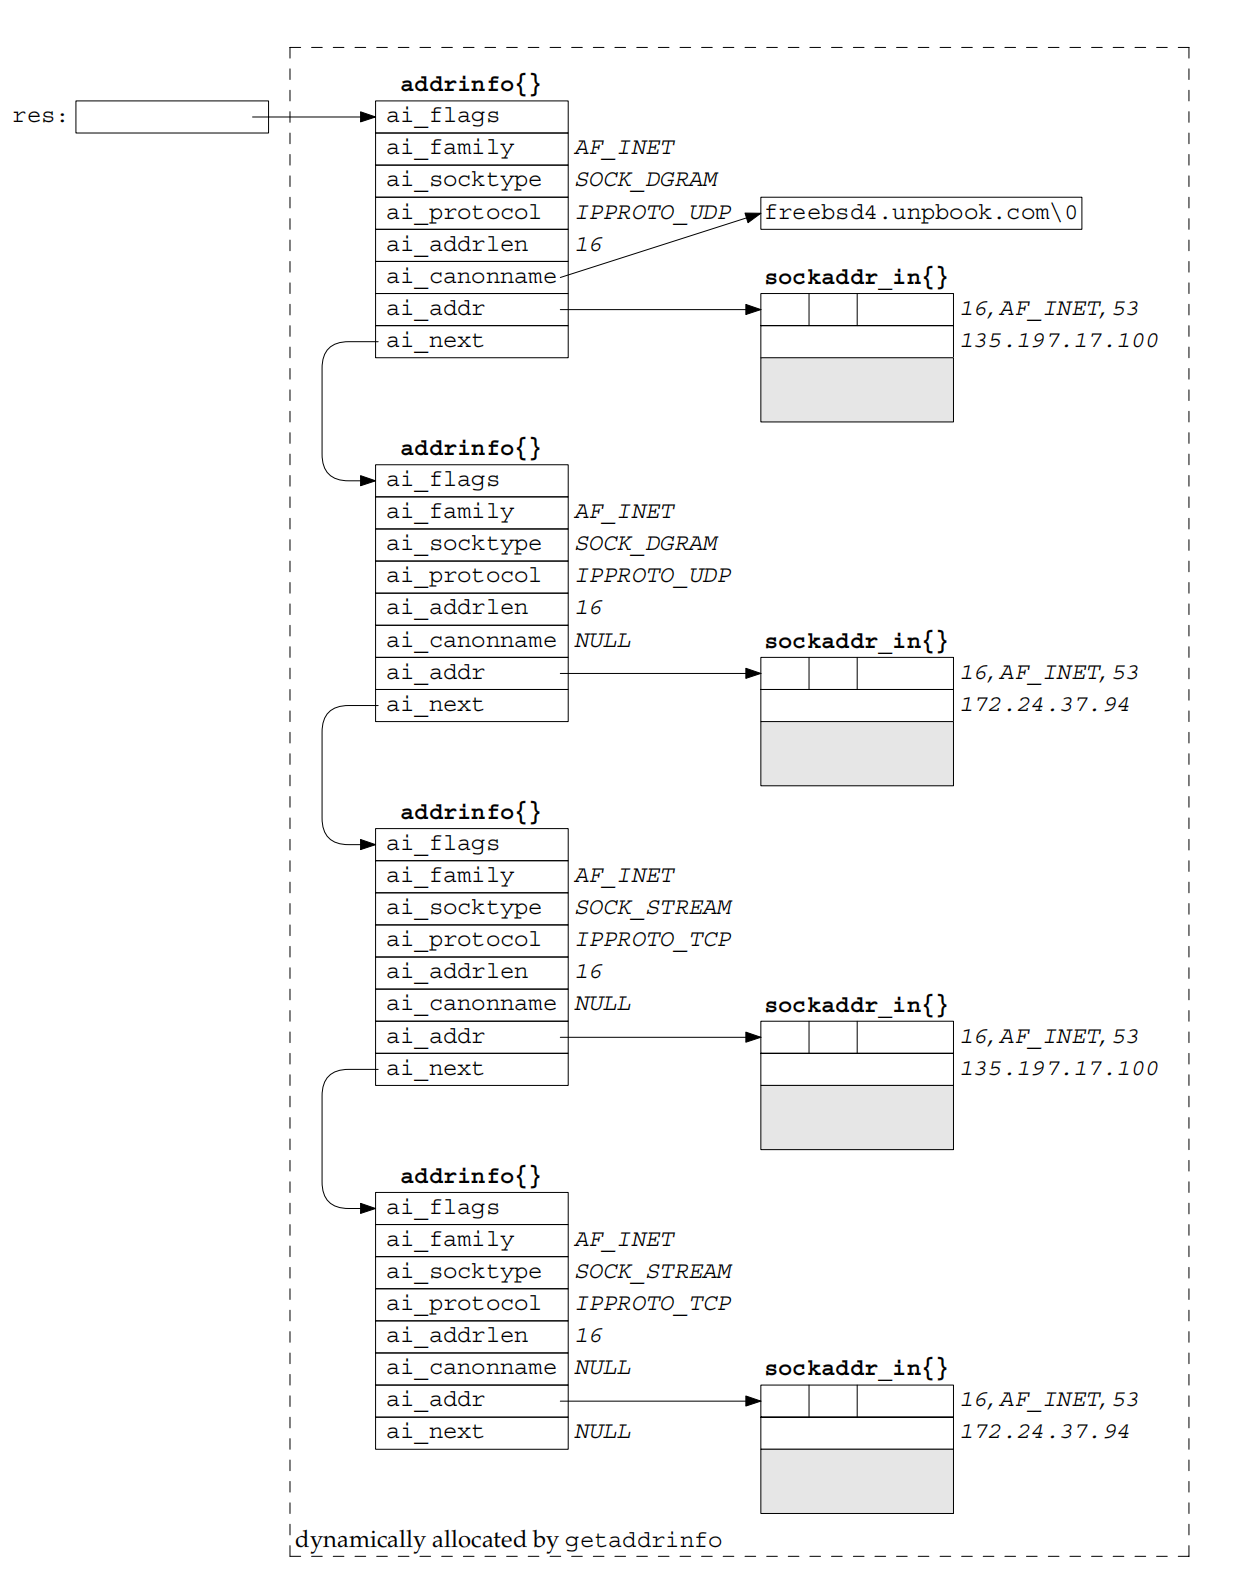 addrinfo{}
res: ai_flags
ai_family AF_INET
ai_socktype SOCK_DGRAM
ai_protocol IPPROTO_UDP freebsd4.unpbook.com\0
ai_addrlen 16
ai_canonname sockaddr_in{}
ai_addr 16, AF_INET, 53
ai_next 135.197.17.100
addrinfo{}
ai_flags
ai_family AF_INET
ai_socktype SOCK_DGRAM
ai_protocol IPPROTO_UDP
ai_addrlen 16
ai_canonname NULL sockaddr_in{}
ai_addr 16, AF_INET, 53
ai_next 172.24.37.94
addrinfo{}
ai_flags
ai_family AF_INET
ai_socktype SOCK_STREAM
ai_protocol IPPROTO_TCP
ai_addrlen 16
ai_canonname NULL sockaddr_in{}
ai_addr 16, AF_INET, 53
ai_next 135.197.17.100
addrinfo{}
ai_flags
ai_family AF_INET
ai_socktype SOCK_STREAM
ai_protocol IPPROTO_TCP
ai_addrlen 16
ai_canonname NULL sockaddr_in{}
ai_addr 16, AF_INET, 53
ai_next NULL 172.24.37.94
dynamically allocated by getaddrinfo